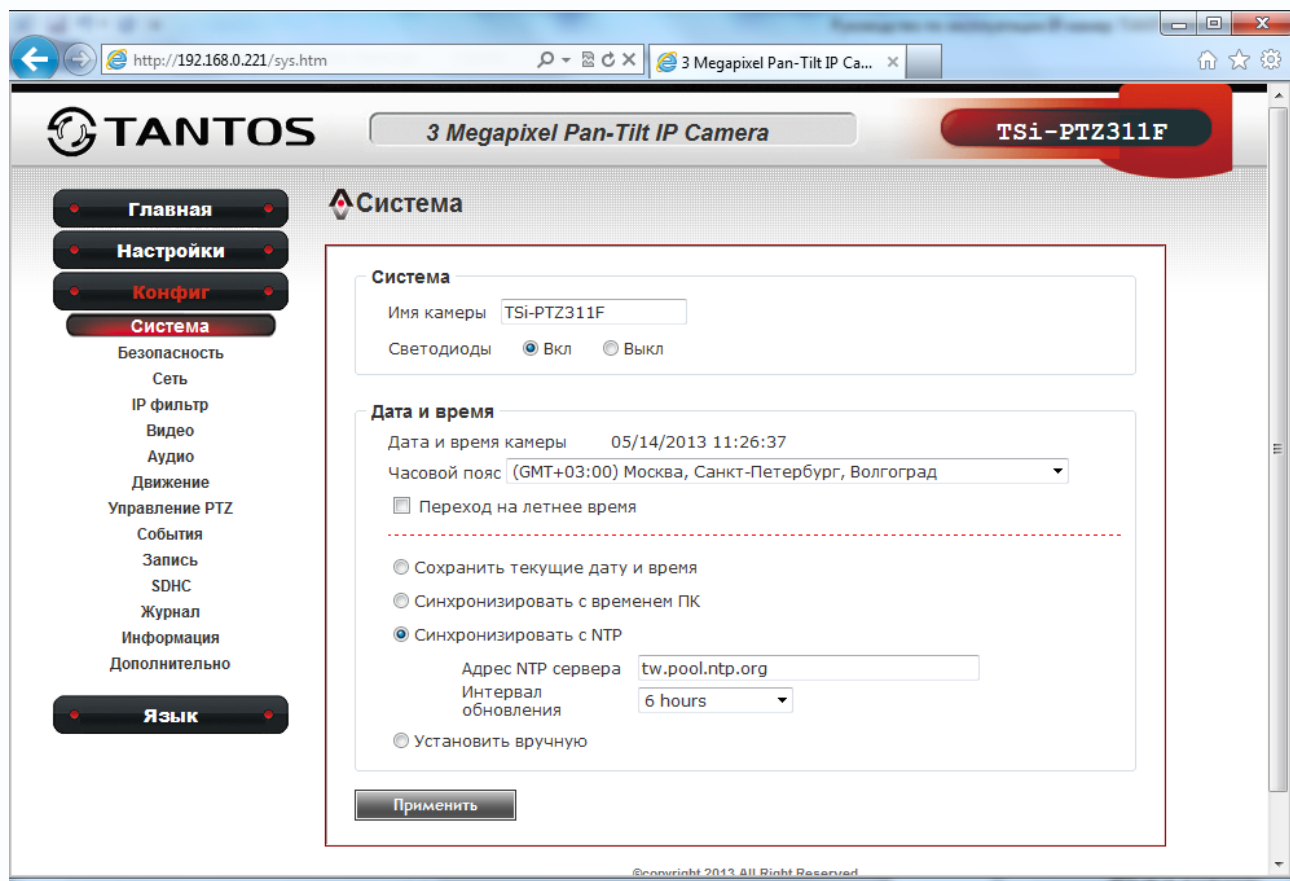 http://192.168.0.221/sys.htm
3 Megapixel Pan-Tilt IP Ca...
TANTOS
3 Megapixel Pan-Tilt IP Camera
TSi-PTZ311F
Главная
Настройки
Конфиг
Система
Безопасность
Сеть
IP фильтр
Видео
Аудио
Движение
Управление PTZ
События
Запись
SDHC
Журнал
Информация
Дополнительно
Язык
Система
Система
Имя камеры TSi-PTZ311F
Светодиоды Вкл Выкл
Дата и время
Дата и время камеры 05/14/2013 11:26:37
Часовой пояс (GMT+03:00) Москва, Санкт-Петербург, Волгоград
Переход на летнее время
Сохранить текущие дату и время
Синхронизировать с временем ПК
Синхронизировать с NTP
Адрес NTP сервера tw.pool.ntp.org
Интервал обновления 6 hours
Установить вручную
Применить
©copyright 2013 All Right Reserved